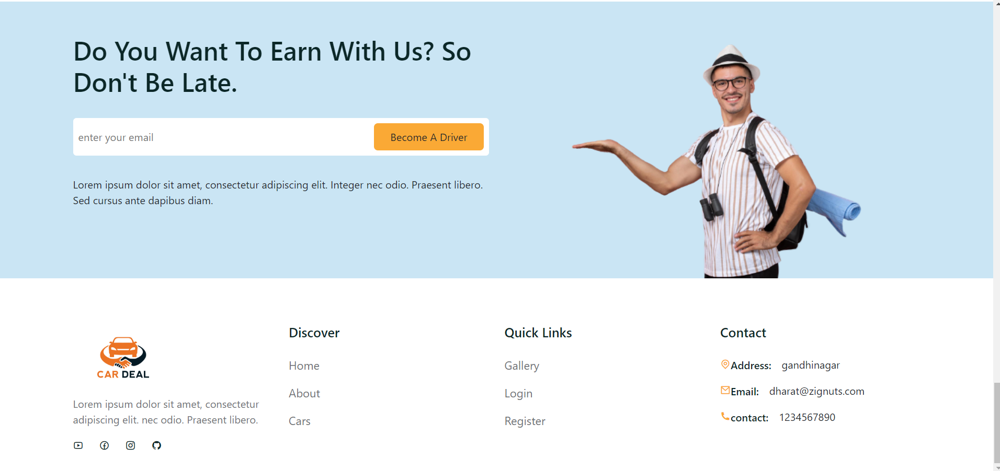 Do You Want To Earn With Us? So
Don't Be Late.
enter your email
Become A Driver
Lorem ipsum dolor sit amet, consectetur adipiscing elit. Integer nec odio. Praesent libero.
Sed cursus ante dapibus diam.
CAR DEAL
Lorem ipsum dolor sit amet, consectetur
adipiscing elit. nec odio. Praesent libero.
Discover
Home
About
Cars
Quick Links
Gallery
Login
Register
Contact
Address: gandhinagar
Email: dharat@zignuts.com
contact: 1234567890